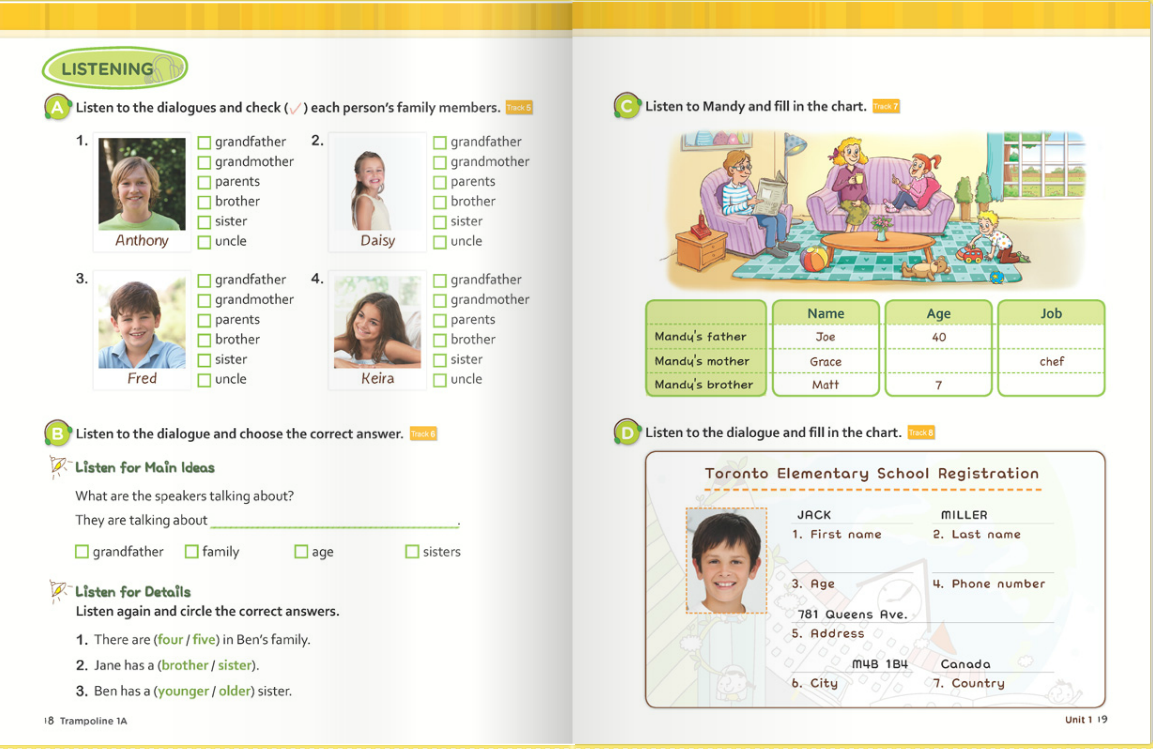 LISTENING
A Listen to the dialogues and check (✓) each person's family members. Track 5
1.
grandfather
grandmother
parents
brother
sister
uncle
Anthony
2.
grandfather
grandmother
parents
brother
sister
uncle
Daisy
3.
grandfather
grandmother
parents
brother
sister
uncle
Fred
4.
grandfather
grandmother
parents
brother
sister
uncle
Keira
B Listen to the dialogue and choose the correct answer. Track 6
Listen for Main Ideas
What are the speakers talking about?
They are talking about .
grandfather family age sisters
Listen for Details
Listen again and circle the correct answers.
1. There are (four / five) in Ben's family.
2. Jane has a (brother / sister).
3. Ben has a (younger / older) sister.
18 Trampoline 1A
C Listen to Mandy and fill in the chart. Track 7
Name Age Job
Mandy's father Joe 40
Mandy's mother Grace chef
Mandy's brother Matt 7
D Listen to the dialogue and fill in the chart. Track 8
Toronto Elementary School Registration
JACK MILLER
1. First name 2. Last name
3. Age 4. Phone number
781 Queens Ave.
5. Address
M4B 1B4 Canada
6. City 7. Country
Unit 1 19